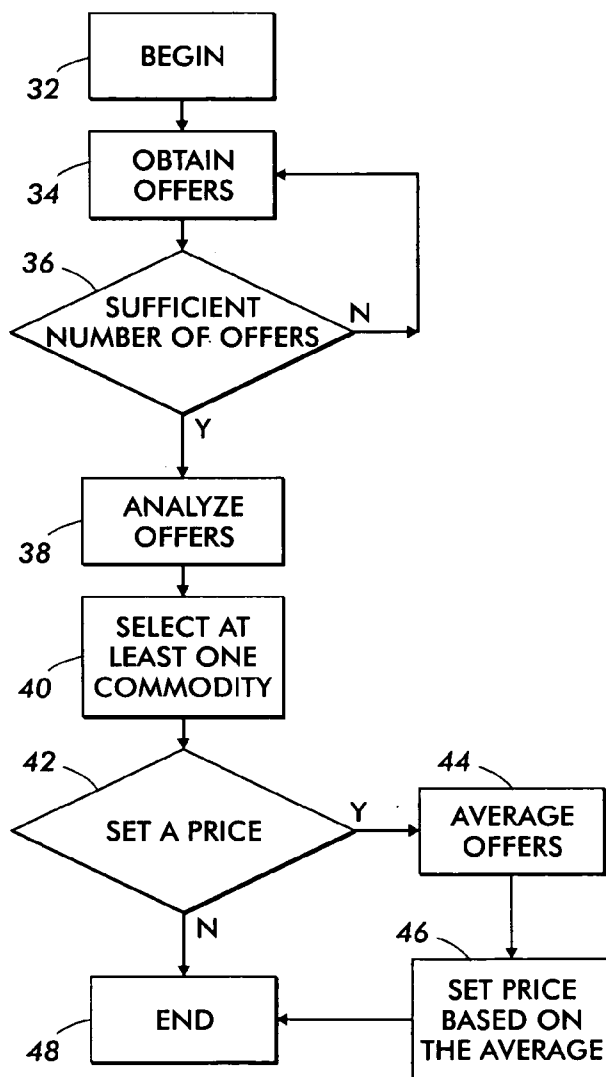 BEGIN
32
OBTAIN
OFFERS
34
36
SUFFICIENT
NUMBER OF OFFERS
N
Y
ANALYZE
OFFERS
38
SELECT AT
LEAST ONE
COMMODITY
40
42
SET A PRICE
Y
N
44
AVERAGE
OFFERS
46
SET PRICE
BASED ON
THE AVERAGE
END
48